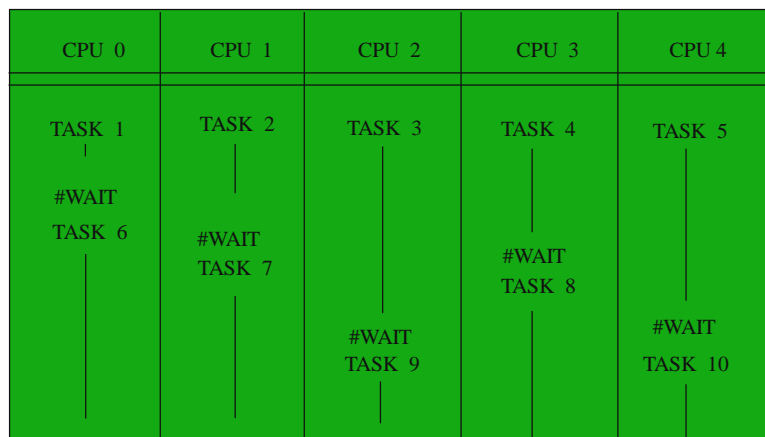 CPU 0 CPU 1 CPU 2 CPU 3 CPU 4
TASK 1 TASK 2 TASK 3 TASK 4 TASK 5
#WAIT
TASK 6
#WAIT
TASK 7
#WAIT
TASK 9
#WAIT
TASK 8
#WAIT
TASK 10